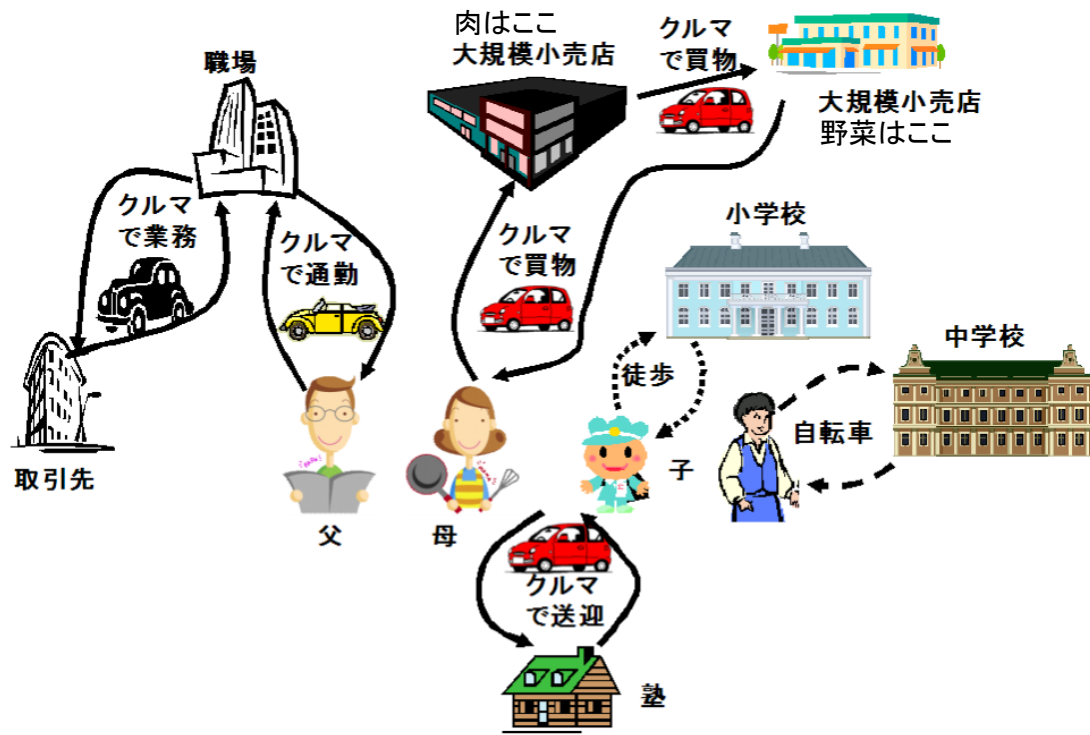 肉はここ
大規模小売店
クルマ
で買物
職場
大規模小売店
野菜はここ
クルマ
で業務
クルマ
で通勤
クルマ
で買物
小学校
徒歩
中学校
自転車
取引先
父
母
子
クルマ
で送迎
塾